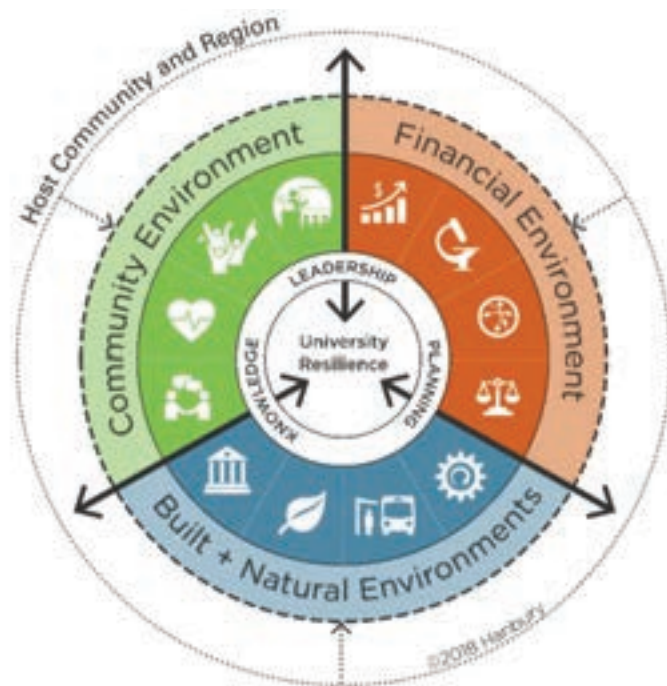 Host Community and Region
Community Environment
Financial Environment
$
LEADERSHIP
University
Resilience
KNOWLEDGE
PLANNING
Built + Natural Environments
©2018 Hanbury